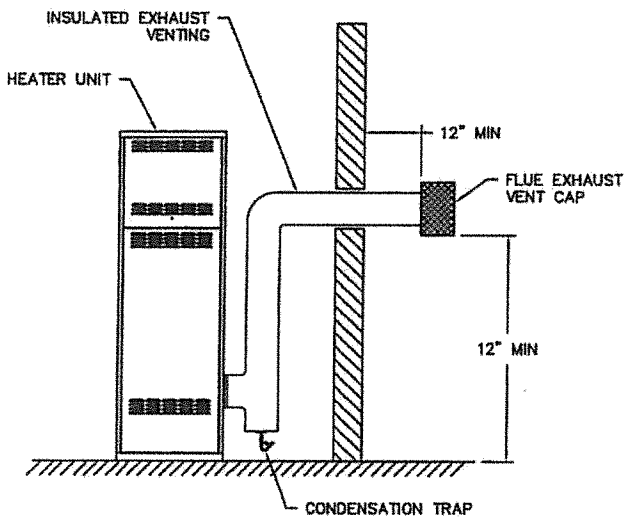 INSULATED EXHAUST
VENTING
HEATER UNIT
12" MIN
FLUE EXHAUST
VENT CAP
12" MIN
CONDENSATION TRAP